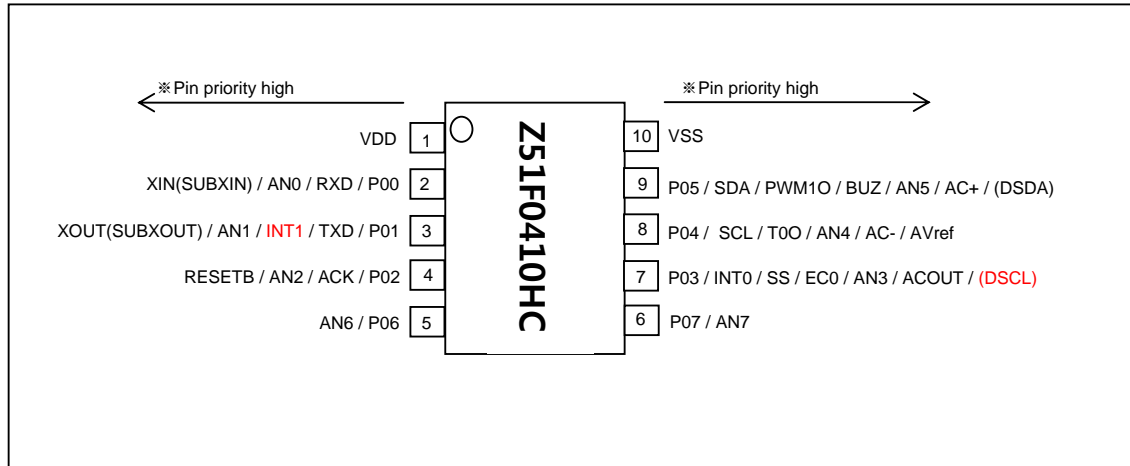 ※Pin priority high
※Pin priority high
VDD 1
10 VSS
XIN(SUBXIN) / AN0 / RXD / P00 2
9 P05 / SDA / PWM1O / BUZ / AN5 / AC+ / (DSDA)
XOUT(SUBXOUT) / AN1 / INT1 / TXD / P01 3
8 P04 / SCL / T0O / AN4 / AC- / AVref
RESETB / AN2 / ACK / P02 4
7 P03 / INT0 / SS / EC0 / AN3 / ACOUT / (DSCL)
AN6 / P06 5
6 P07 / AN7
Z51F0410HC